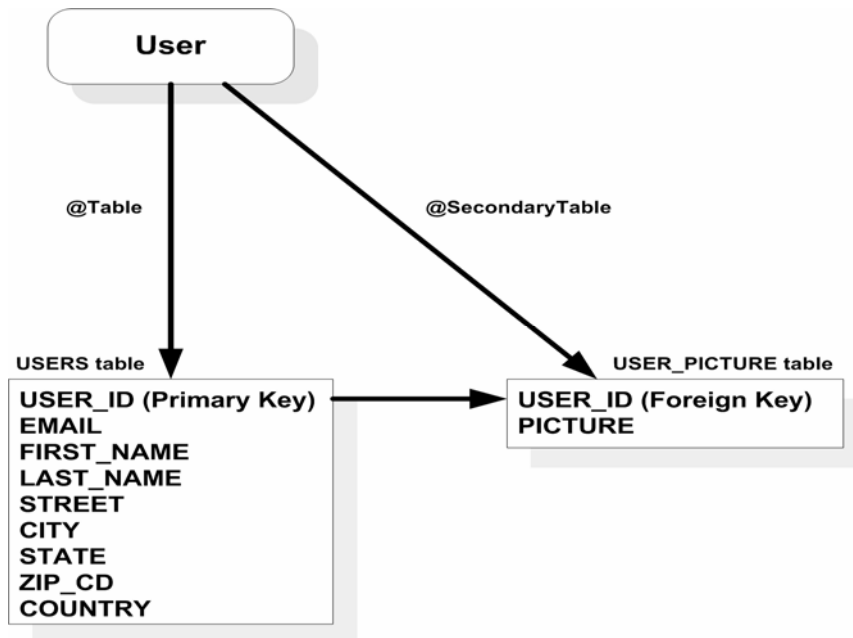 User
@Table
@SecondaryTable
USERS table
USER_ID (Primary Key)
EMAIL
FIRST_NAME
LAST_NAME
STREET
CITY
STATE
ZIP_CD
COUNTRY
USER_PICTURE table
USER_ID (Foreign Key)
PICTURE